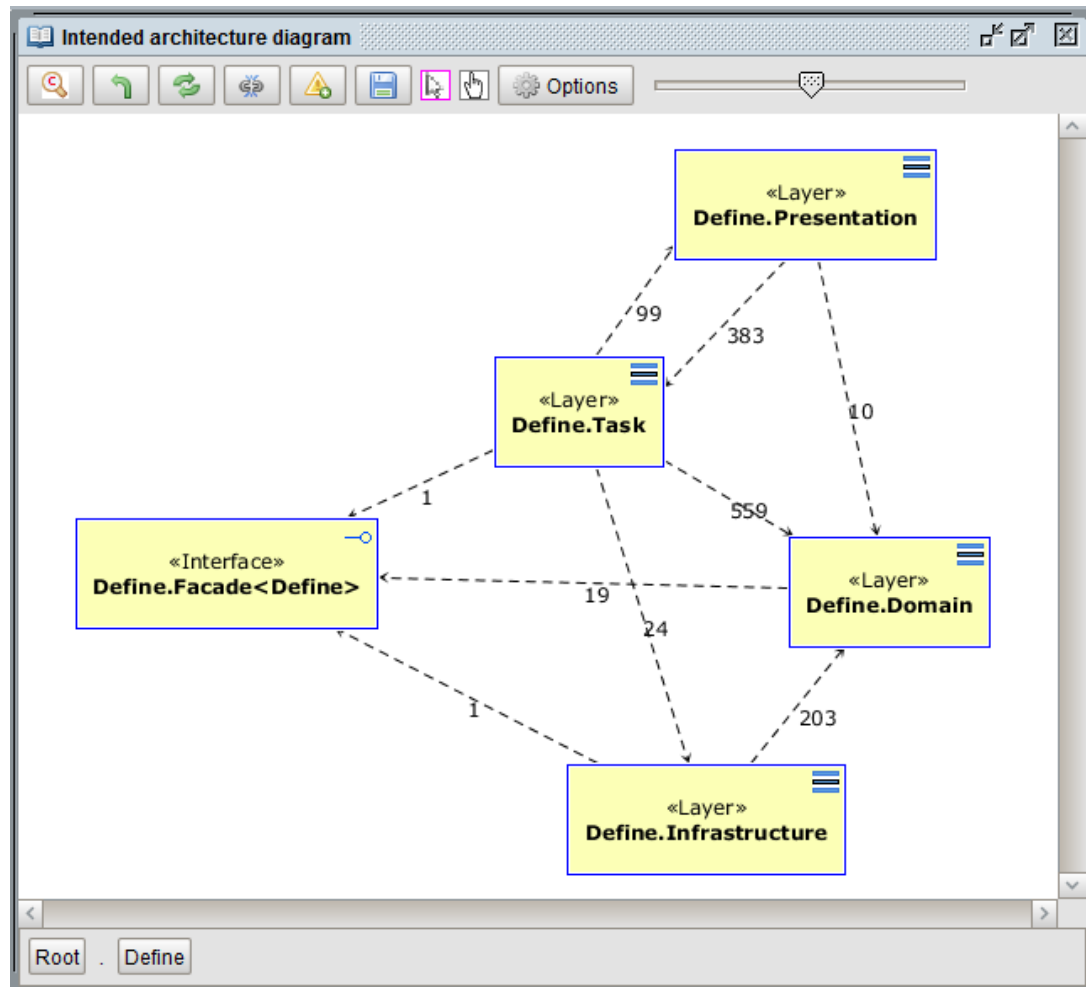 Intended architecture diagram
Options
«Layer»
Define.Presentation
99
383
«Layer»
Define.Task
10
1
559
«Interface»
Define.Facade<Define>
«Layer»
Define.Domain
19
24
1
203
«Layer»
Define.Infrastructure
Root . Define